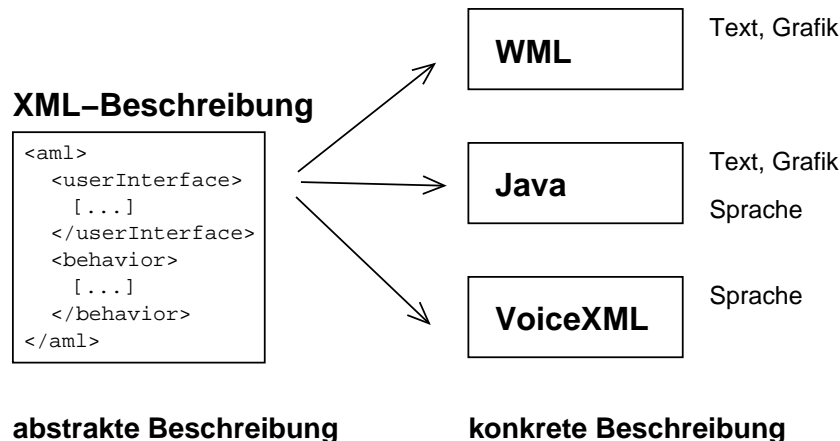 XML–Beschreibung
<aml>
  <userInterface>
    [...]
  </userInterface>
  <behavior>
    [...]
  </behavior>
</aml>
abstrakte Beschreibung
WML
Text, Grafik
Java
Text, Grafik
Sprache
VoiceXML
Sprache
konkrete Beschreibung